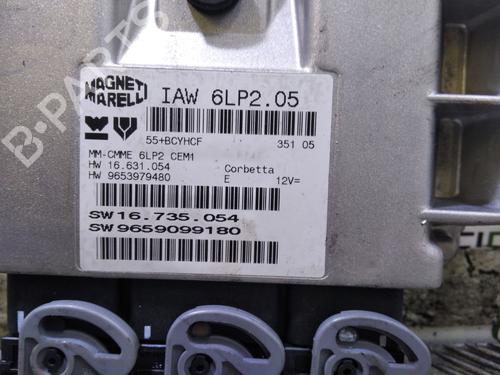 B-PARTS
MAGNETI MARELLI
IAW 6LP2.05
55+BCYHCF 351 05
MM-CMME 6LP2 CEM1
HW 16.631.054 Corbetta
HW 9653979480 E 12V=
SW16.735.054
SW9659099180